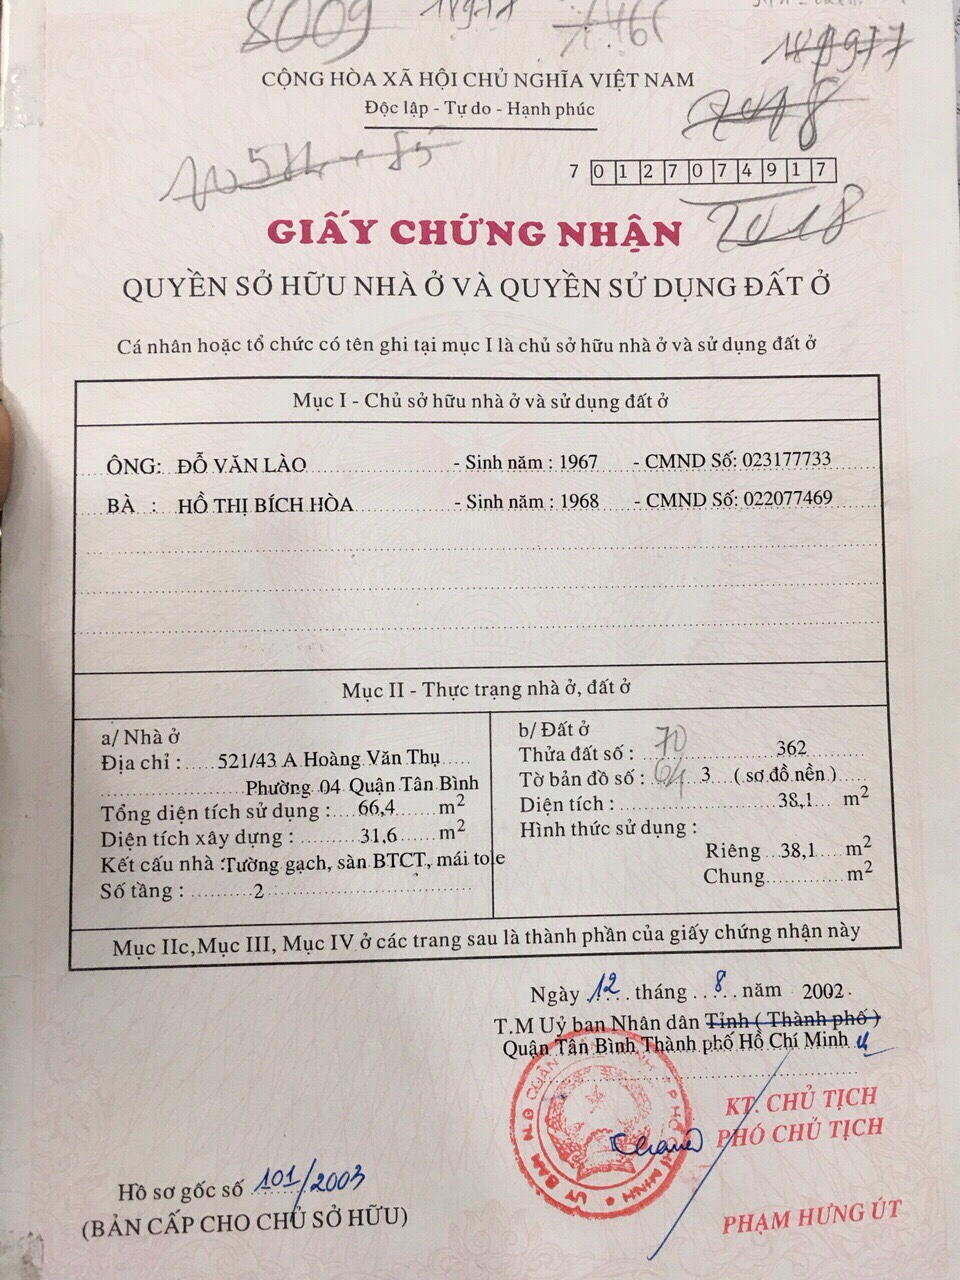 8009 18977 7466
181977
CỘNG HÒA XÃ HỘI CHỦ NGHĨA VIỆT NAM
Độc lập - Tự do - Hạnh phúc
7018
7 0127074917
2018
GIẤY CHỨNG NHẬN
QUYỀN SỞ HỮU NHÀ Ở VÀ QUYỀN SỬ DỤNG ĐẤT Ở
Cá nhân hoặc tổ chức có tên ghi tại mục I là chủ sở hữu nhà ở và sử dụng đất ở
Mục I - Chủ sở hữu nhà ở và sử dụng đất ở
ÔNG: ĐỖ VĂN LÀO - Sinh năm : 1967 - CMND Số: 023177733
BÀ : HỒ THỊ BÍCH HÒA - Sinh năm : 1968 - CMND Số: 022077469
Mục II - Thực trạng nhà ở, đất ở
a/ Nhà ở
Địa chỉ : 521/43 A Hoàng Văn Thụ
Phường 04 Quận Tân Bình
Tổng diện tích sử dụng : 66,4 m2
Diện tích xây dựng : 31,6 m2
Kết cấu nhà : Tường gạch, sàn BTCT, mái tole
Số tầng : 2
b/ Đất ở
Thửa đất số : 70 362
Tờ bản đồ số : 64 3 ( sơ đồ nền )
Diện tích : 38,1 m2
Hình thức sử dụng :
Riêng 38,1 m2
Chung m2
Mục IIc,Mục III, Mục IV ở các trang sau là thành phần của giấy chứng nhận này
Ngày 12 tháng 8 năm 2002
T.M Uỷ ban Nhân dân Tỉnh ( Thành phố )
Quận Tân Bình Thành phố Hồ Chí Minh
KT. CHỦ TỊCH
PHÓ CHỦ TỊCH
PHẠM HƯNG ÚT
Hồ sơ gốc số 101/2003
(BẢN CẤP CHO CHỦ SỞ HỮU)